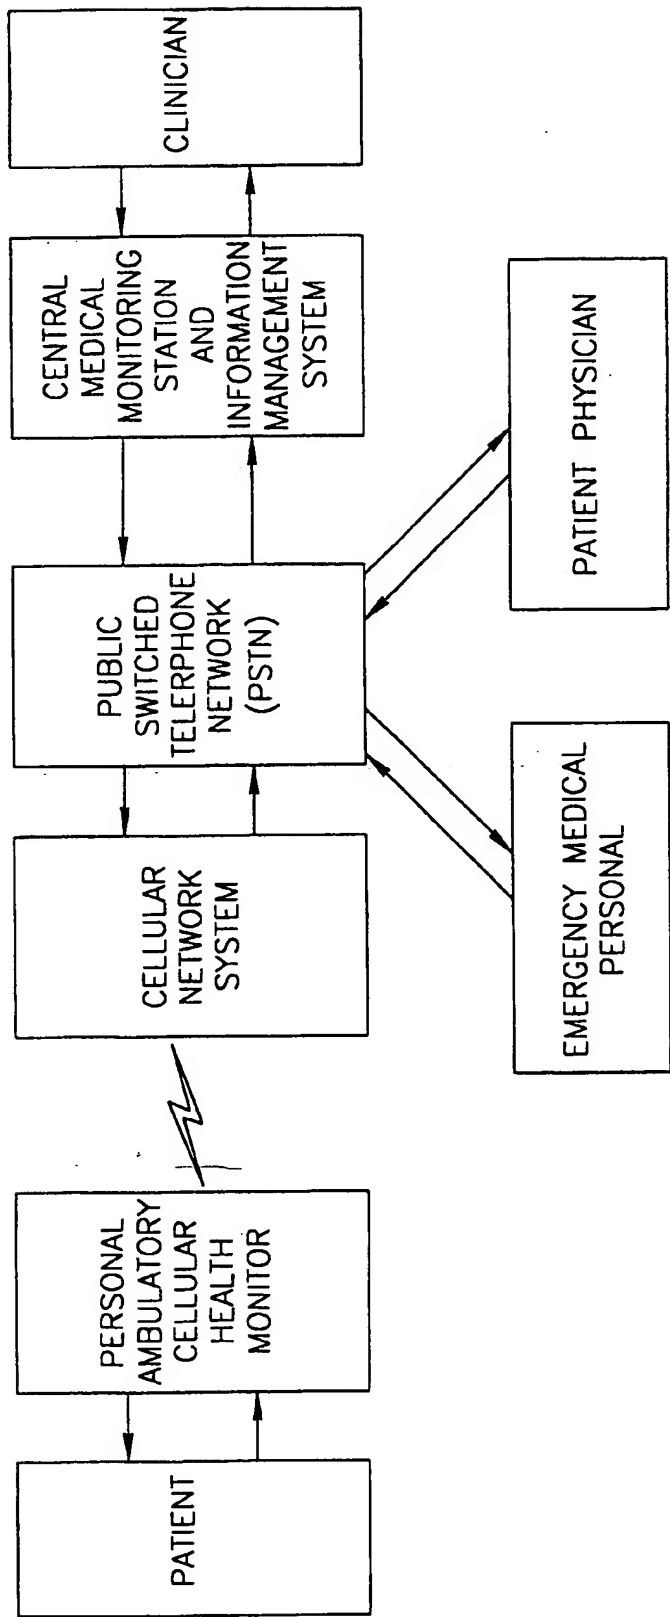 PATIENT
PERSONAL
AMBULATORY
CELLULAR
HEALTH
MONITOR
CELLULAR
NETWORK
SYSTEM
PUBLIC
SWITCHED
TELERPHONE
NETWORK
(PSTN)
CENTRAL
MEDICAL
MONITORING
STATION
AND
INFORMATION
MANAGEMENT
SYSTEM
CLINICIAN
EMERGENCY MEDICAL
PERSONAL
PATIENT PHYSICIAN